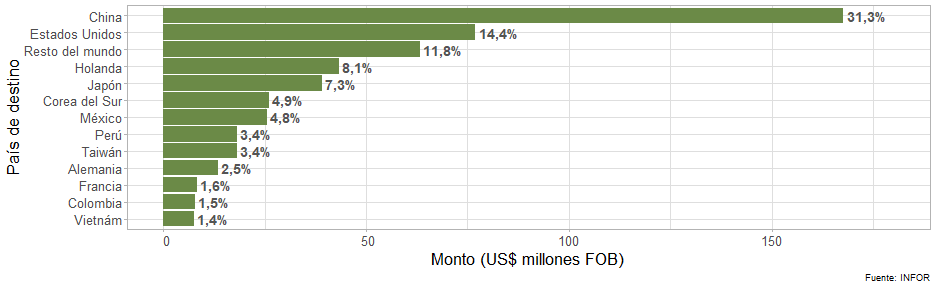 País de destino
China 31,3%
Estados Unidos 14,4%
Resto del mundo 11,8%
Holanda 8,1%
Japón 7,3%
Corea del Sur 4,9%
México 4,8%
Perú 3,4%
Taiwán 3,4%
Alemania 2,5%
Francia 1,6%
Colombia 1,5%
Vietnám 1,4%
0 50 100 150
Monto (US$ millones FOB)
Fuente: INFOR